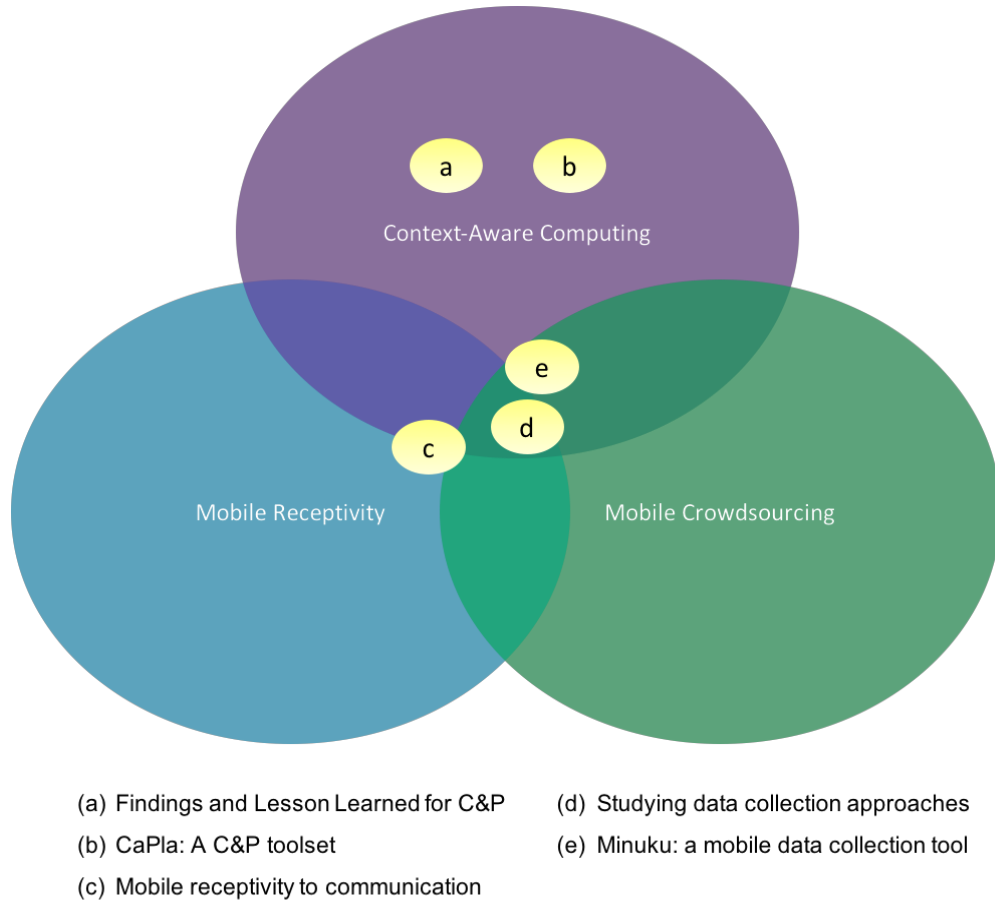 a
b
Context-Aware Computing
e
d
c
Mobile Receptivity
Mobile Crowdsourcing
(a) Findings and Lesson Learned for C&P
(b) CaPla: A C&P toolset
(c) Mobile receptivity to communication
(d) Studying data collection approaches
(e) Minuku: a mobile data collection tool